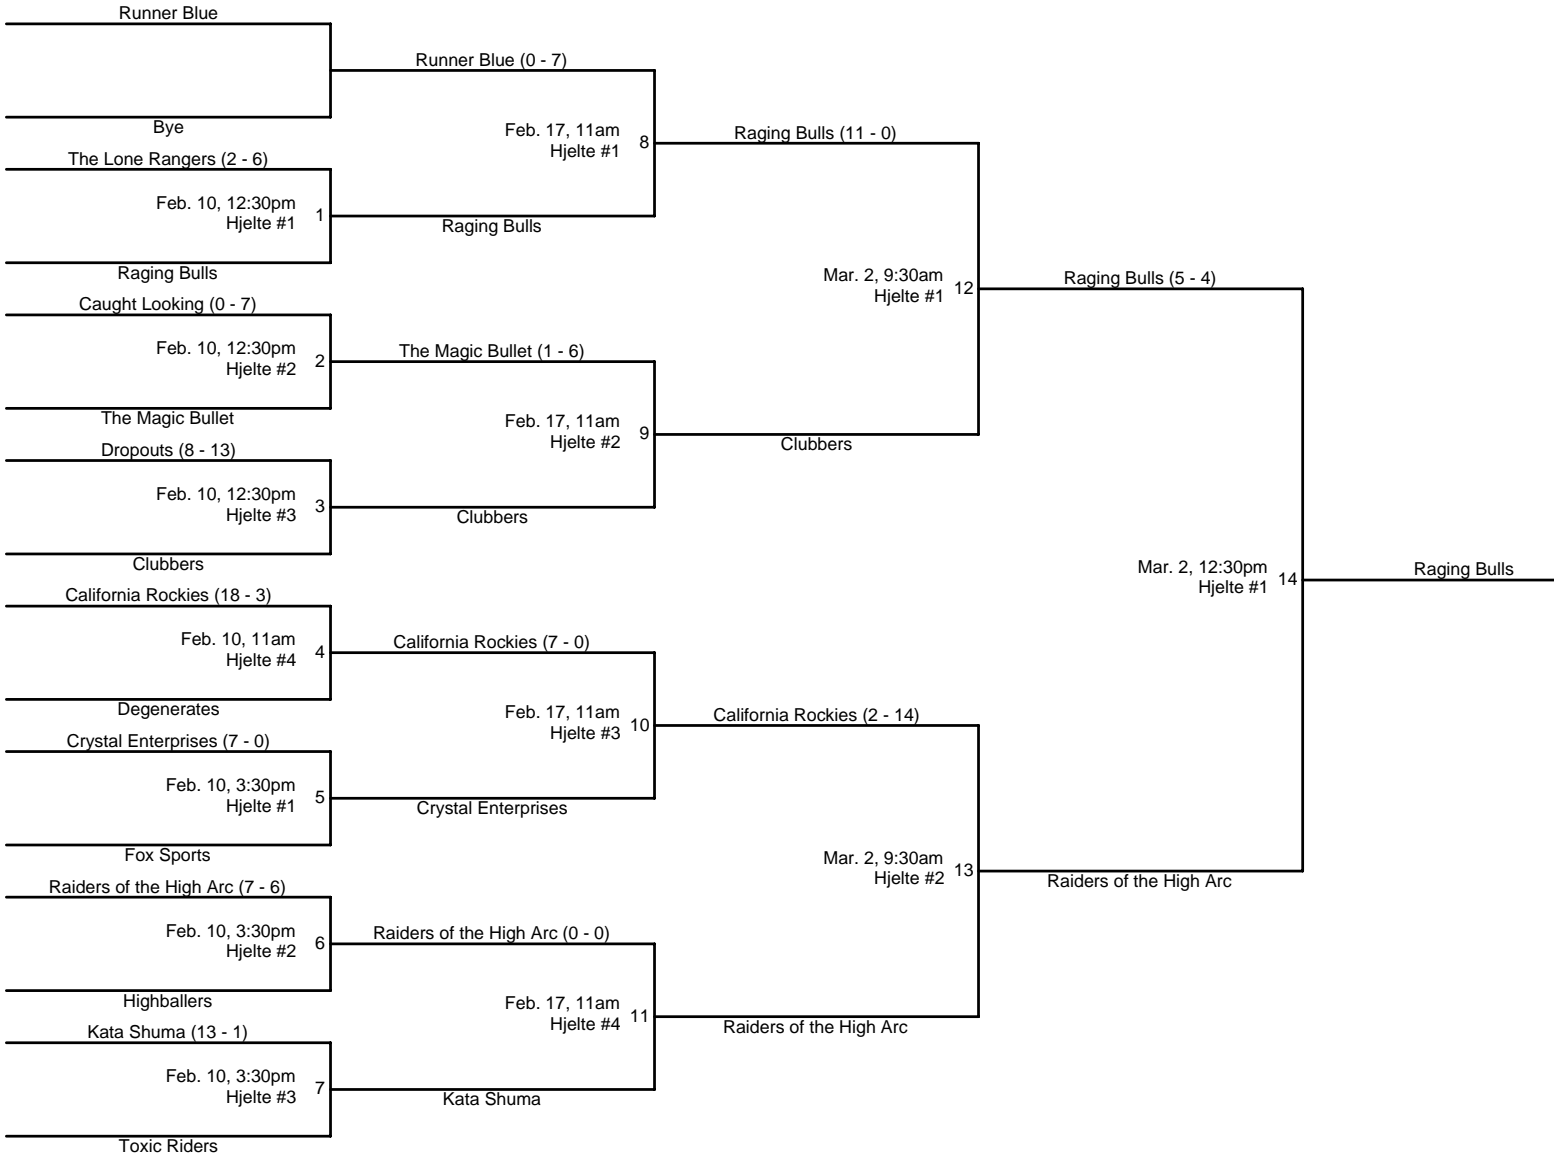 Runner Blue
Bye
The Lone Rangers (2 - 6)
Feb. 10, 12:30pm
Hjelte #1
1
Raging Bulls
Caught Looking (0 - 7)
Feb. 10, 12:30pm
Hjelte #2
2
The Magic Bullet
Dropouts (8 - 13)
Feb. 10, 12:30pm
Hjelte #3
3
Clubbers
California Rockies (18 - 3)
Feb. 10, 11am
Hjelte #4
4
Degenerates
Crystal Enterprises (7 - 0)
Feb. 10, 3:30pm
Hjelte #1
5
Fox Sports
Raiders of the High Arc (7 - 6)
Feb. 10, 3:30pm
Hjelte #2
6
Highballers
Kata Shuma (13 - 1)
Feb. 10, 3:30pm
Hjelte #3
7
Toxic Riders
Runner Blue (0 - 7)
Feb. 17, 11am
Hjelte #1
8
Raging Bulls
The Magic Bullet (1 - 6)
Feb. 17, 11am
Hjelte #2
9
Clubbers
California Rockies (7 - 0)
Feb. 17, 11am
Hjelte #3
10
Crystal Enterprises
Raiders of the High Arc (0 - 0)
Feb. 17, 11am
Hjelte #4
11
Kata Shuma
Raging Bulls (11 - 0)
Mar. 2, 9:30am
Hjelte #1
12
Clubbers
California Rockies (2 - 14)
Mar. 2, 9:30am
Hjelte #2
13
Raiders of the High Arc
Raging Bulls (5 - 4)
Mar. 2, 12:30pm
Hjelte #1
14
Raiders of the High Arc
Raging Bulls